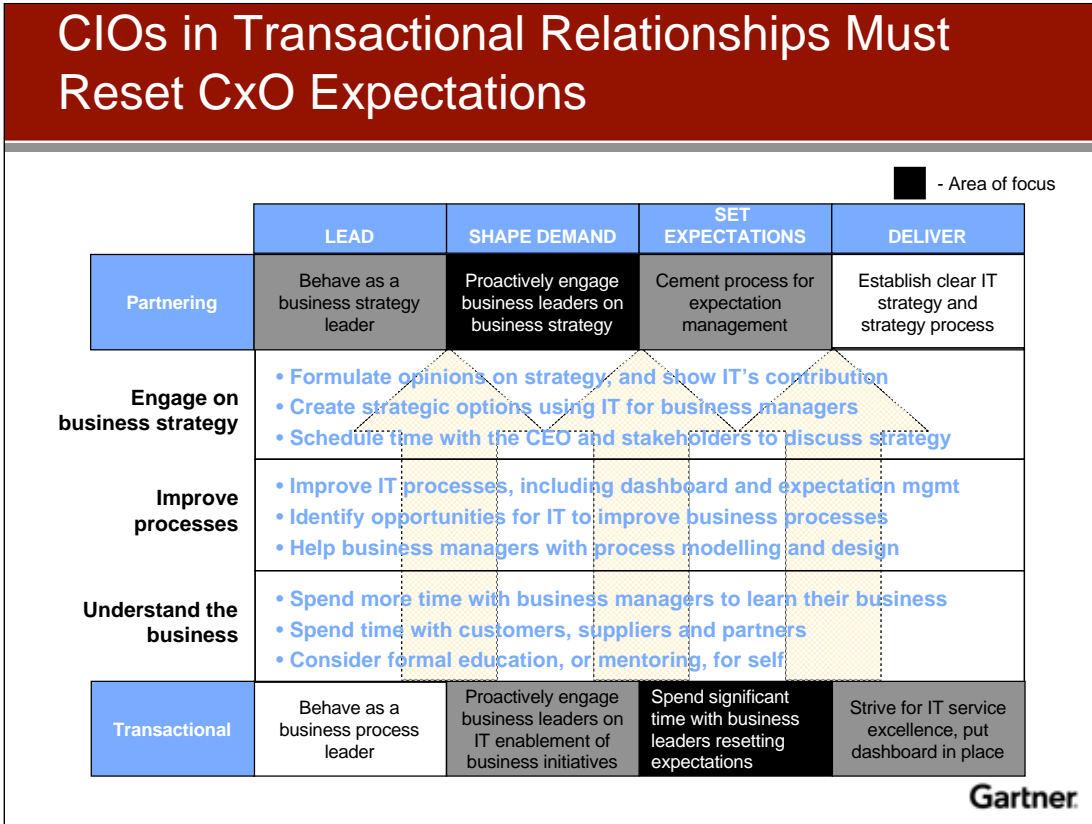 CIOs in Transactional Relationships Must
Reset CxO Expectations
- Area of focus
LEAD
SHAPE DEMAND
SET
EXPECTATIONS
DELIVER
Partnering
Behave as a
business strategy
leader
Proactively engage
business leaders on
business strategy
Cement process for
expectation
management
Establish clear IT
strategy and
strategy process
Engage on
business strategy
• Formulate opinions on strategy, and show IT's contribution
• Create strategic options using IT for business managers
• Schedule time with the CEO and stakeholders to discuss strategy
Improve
processes
• Improve IT processes, including dashboard and expectation mgmt
• Identify opportunities for IT to improve business processes
• Help business managers with process modelling and design
Understand the
business
• Spend more time with business managers to learn their business
• Spend time with customers, suppliers and partners
• Consider formal education, or mentoring, for self
Transactional
Behave as a
business process
leader
Proactively engage
business leaders on
IT enablement of
business initiatives
Spend significant
time with business
leaders resetting
expectations
Strive for IT service
excellence, put
dashboard in place
Gartner